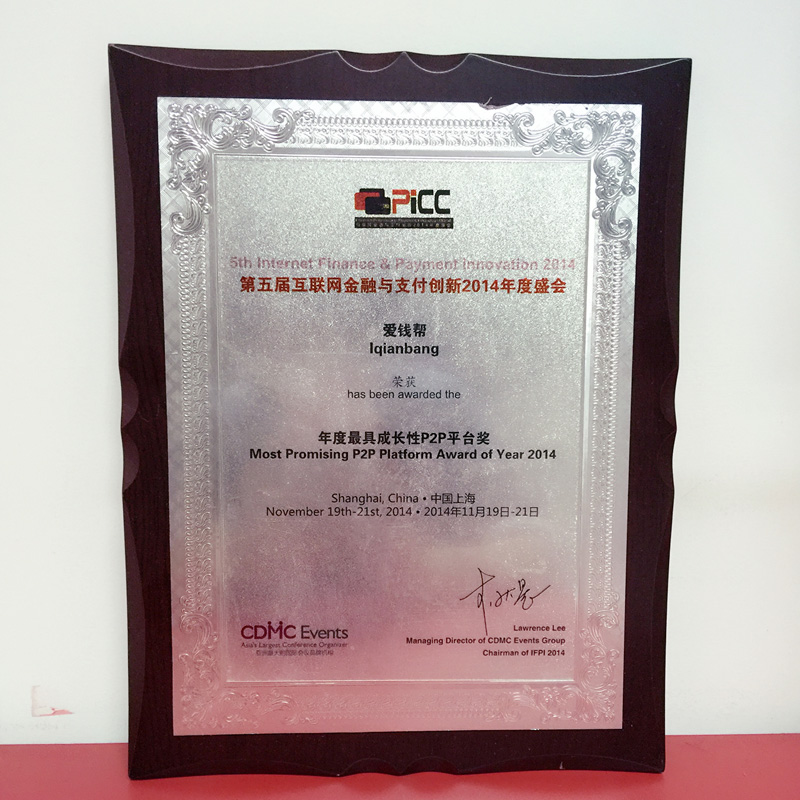 PiCC
5th Internet Finance & Payment Innovation 2014
第五届互联网金融与支付创新2014年度盛会
爱钱帮
Iqianbang
荣获
has been awarded the
年度最具成长性P2P平台奖
Most Promising P2P Platform Award of Year 2014
Shanghai, China • 中国上海
November 19th-21st, 2014 • 2014年11月19日-21日
Lawrence Lee
CDMC Events
Managing Director of CDMC Events Group
Asia's Largest Conference Organizer
Chairman of IFPI 2014